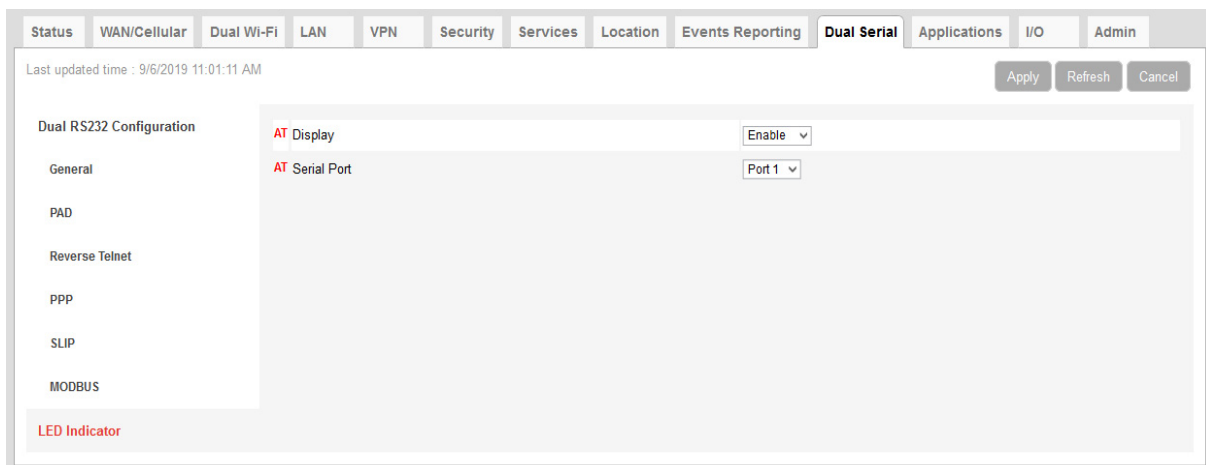 Status WAN/Cellular Dual Wi-Fi LAN VPN Security Services Location Events Reporting Dual Serial Applications I/O Admin
Last updated time : 9/6/2019 11:01:11 AM
Apply Refresh Cancel
Dual RS232 Configuration
AT Display Enable
General
AT Serial Port Port 1
PAD
Reverse Telnet
PPP
SLIP
MODBUS
LED Indicator